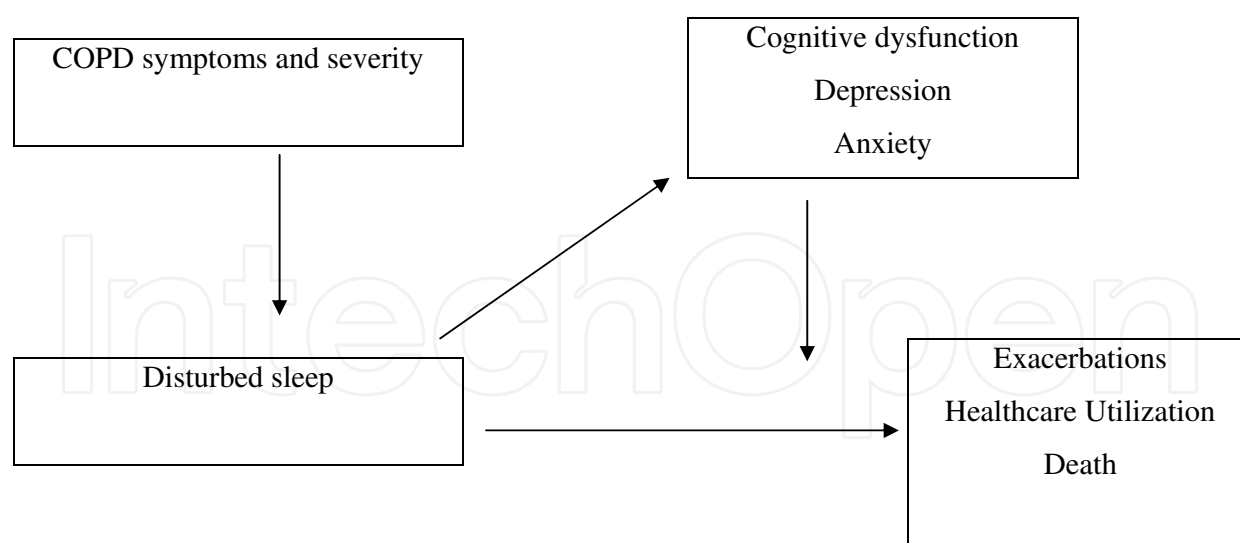 COPD symptoms and severity
Cognitive dysfunction
Depression
Anxiety
Disturbed sleep
Exacerbations
Healthcare Utilization
Death
IntechOpen